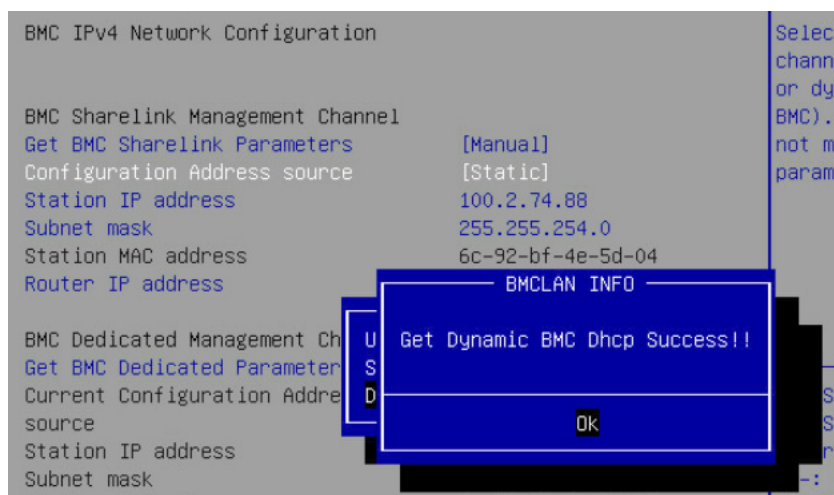 BMC IPv4 Network Configuration
Selec
chann
or dy
BMC Sharelink Management Channel
BMC).
Get BMC Sharelink Parameters [Manual]
not m
Configuration Address source [Static]
param
Station IP address 100.2.74.88
Subnet mask 255.255.254.0
Station MAC address 6c-92-bf-4e-5d-04
Router IP address
BMCLAN INFO
BMC Dedicated Management Ch
U
Get Dynamic BMC Dhcp Success!!
Get BMC Dedicated Parameter
S
Current Configuration Addre
D
S
source
Ok
S
Station IP address
r
Subnet mask
-: